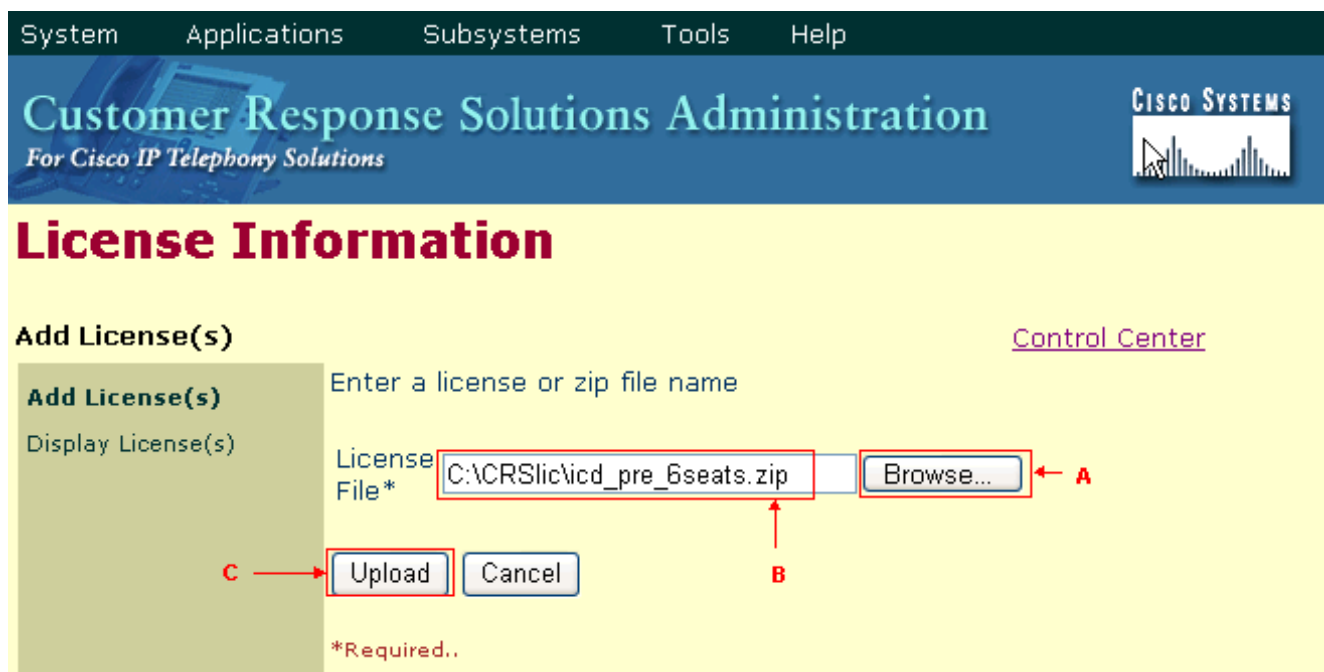 System Applications Subsystems Tools Help
Customer Response Solutions Administration
For Cisco IP Telephony Solutions
CISCO SYSTEMS
License Information
Add License(s)
Control Center
Add License(s)
Display License(s)
Enter a license or zip file name
License File*
C:\CRSlic\icd_pre_6seats.zip
Browse...
A
B
C
Upload
Cancel
*Required..